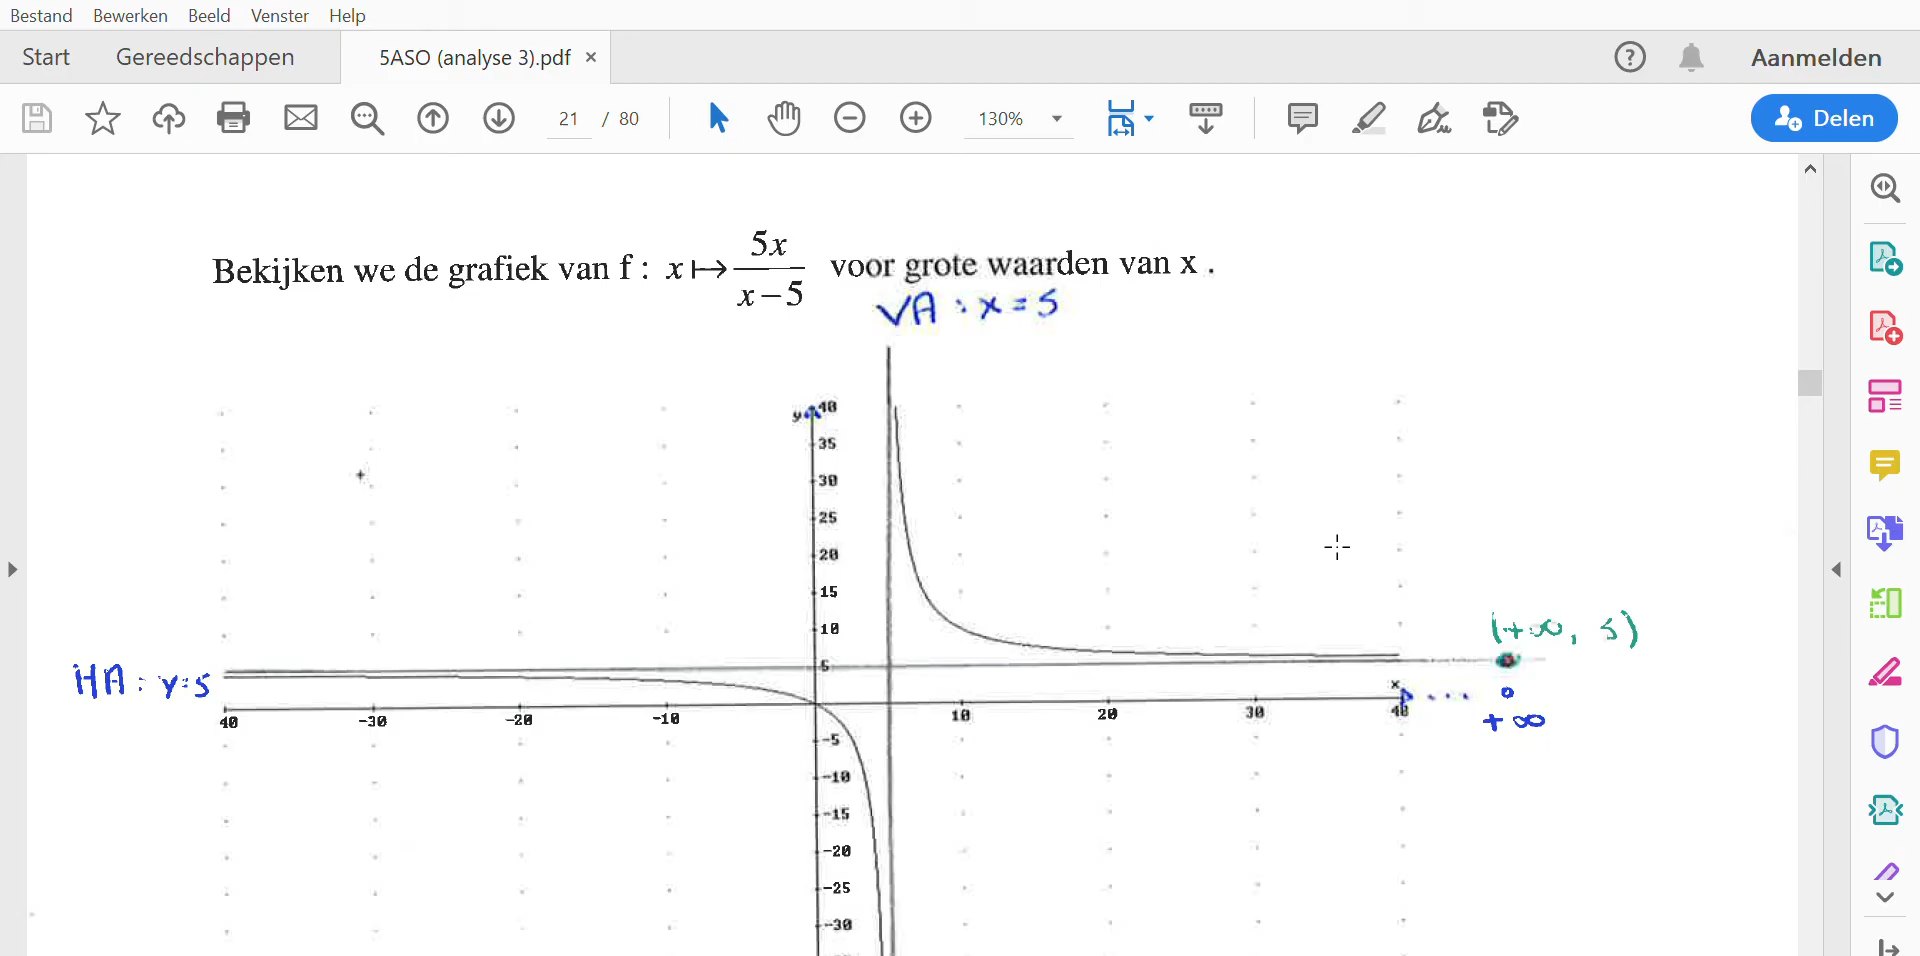 Bestand Bewerken Beeld Venster Help
Start Gereedschappen 5ASO (analyse 3).pdf × Aanmelden
21 / 80 130% Delen
Bekijken we de grafiek van f : x ↦ 5x / x − 5 voor grote waarden van x .
VA : x = 5
y 40
35
30
25
20
15
10
(+∞, 5)
5
HA : y = 5
x
40 -30 -20 -10 10 20 30 40 ... +∞
-5
-10
-15
-20
-25
-30